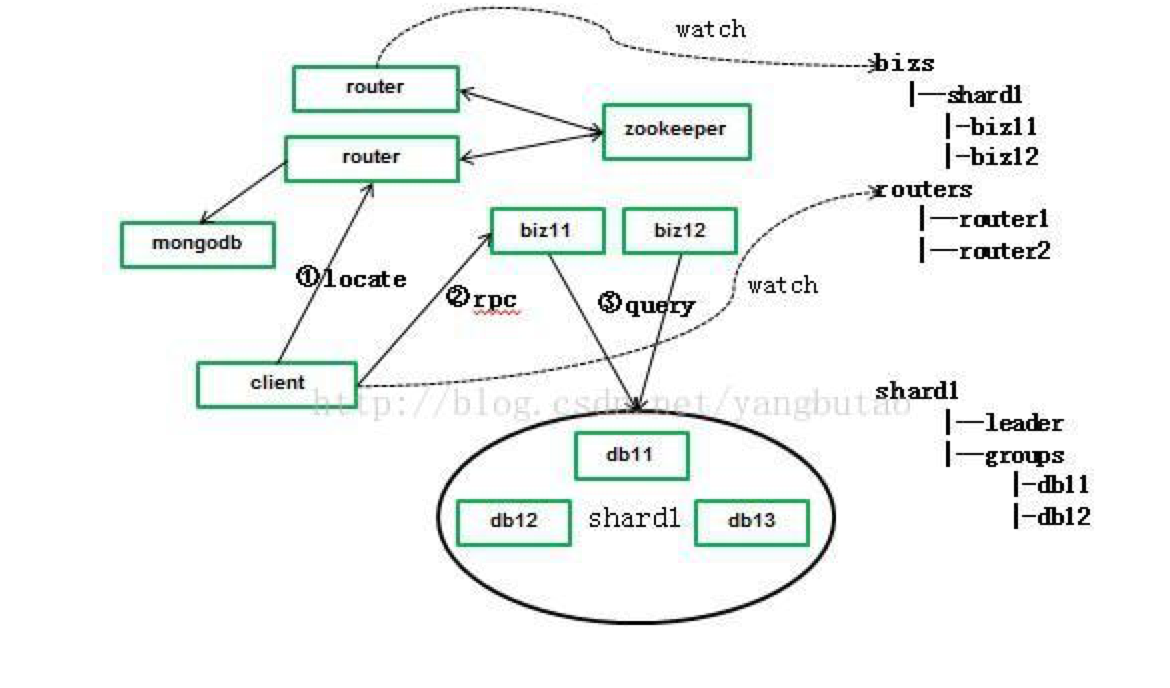 watch
bizs
router
|—shard1
zookeeper
|-biz11
router
|-biz12
routers
biz11
biz12
|—router1
mongodb
|—router2
①locate
②rpc
③query
watch
client
shard1
http://blog.csdn.net/yangbutao
|—leader
db11
|—groups
|-db11
db12
shard1
db13
|-db12